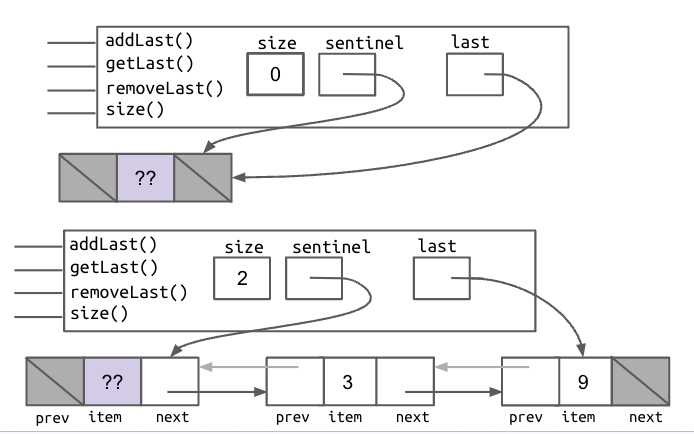 addLast() size sentinel last
getLast()
removeLast() 0
size()
??
addLast() size sentinel last
getLast()
removeLast() 2
size()
?? 3 9
prev item next prev item next prev item next